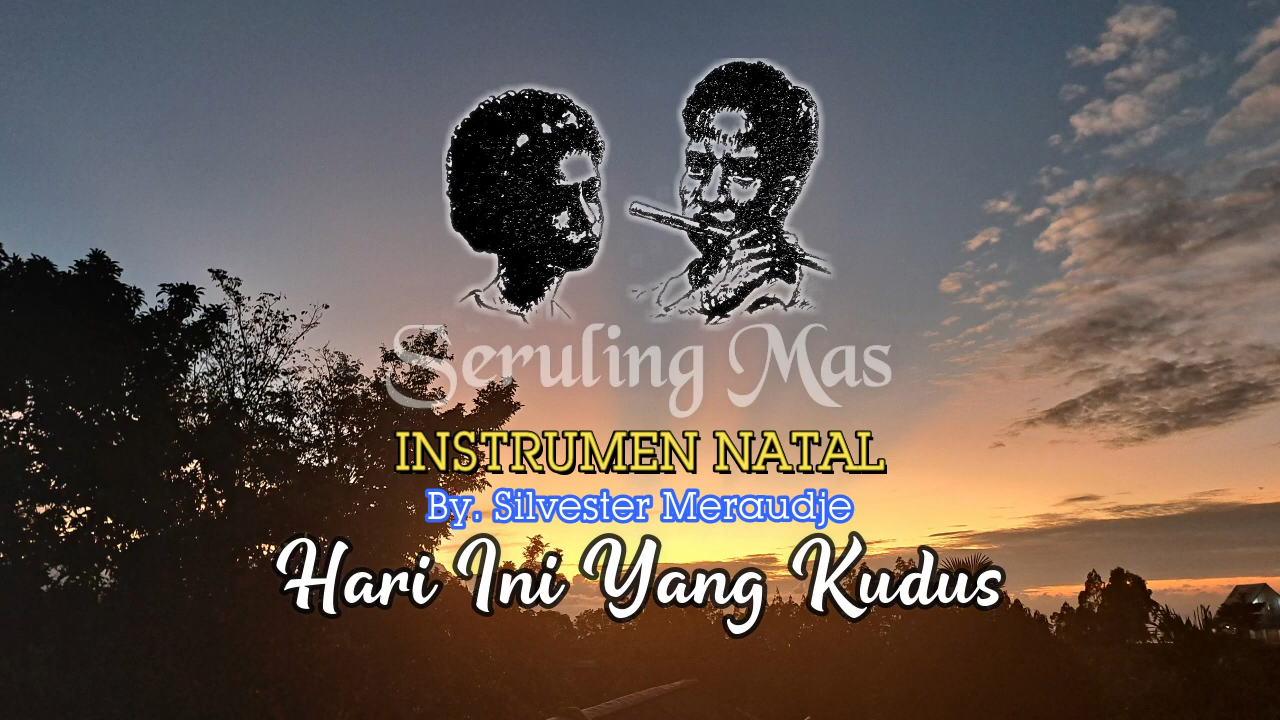 Seruling Mas
INSTRUMEN NATAL
By. Silvester Meraudje
Hari Ini Yang Kudus